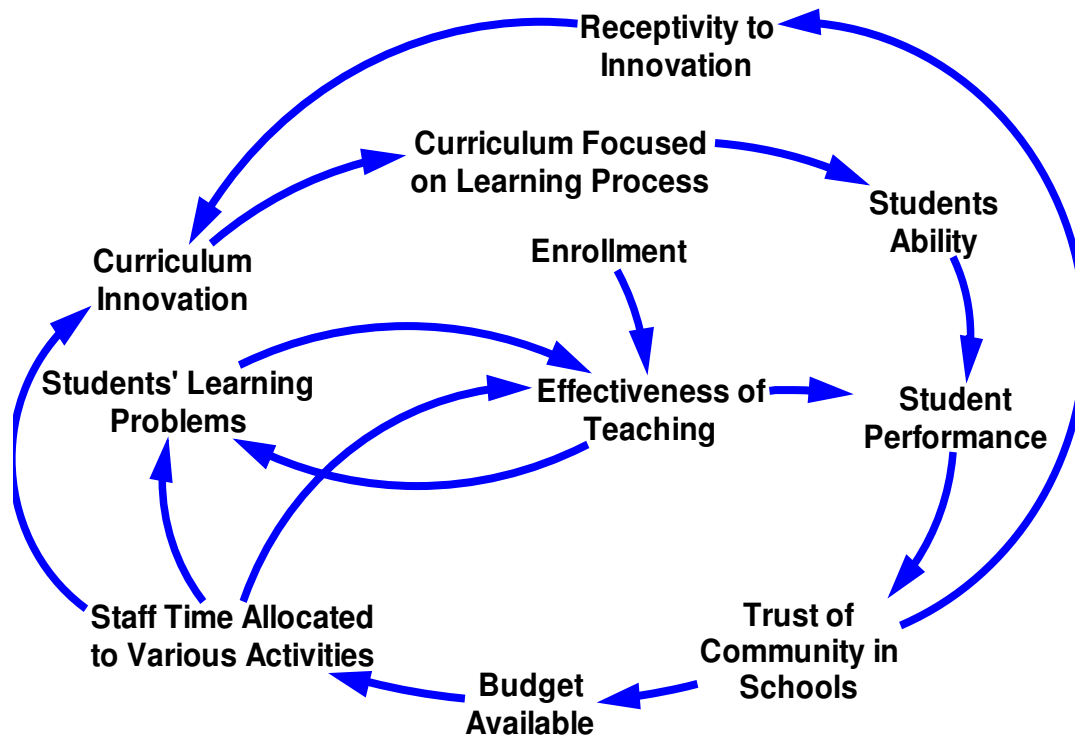 Receptivity to
Innovation
Curriculum Focused
on Learning Process
Students
Ability
Enrollment
Curriculum
Innovation
Students' Learning
Problems
Effectiveness of
Teaching
Student
Performance
Staff Time Allocated
to Various Activities
Trust of
Community in
Schools
Budget
Available